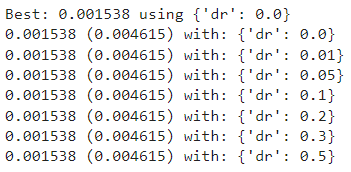 Best: 0.001538 using {'dr': 0.0}
0.001538 (0.004615) with: {'dr': 0.0}
0.001538 (0.004615) with: {'dr': 0.01}
0.001538 (0.004615) with: {'dr': 0.05}
0.001538 (0.004615) with: {'dr': 0.1}
0.001538 (0.004615) with: {'dr': 0.2}
0.001538 (0.004615) with: {'dr': 0.3}
0.001538 (0.004615) with: {'dr': 0.5}